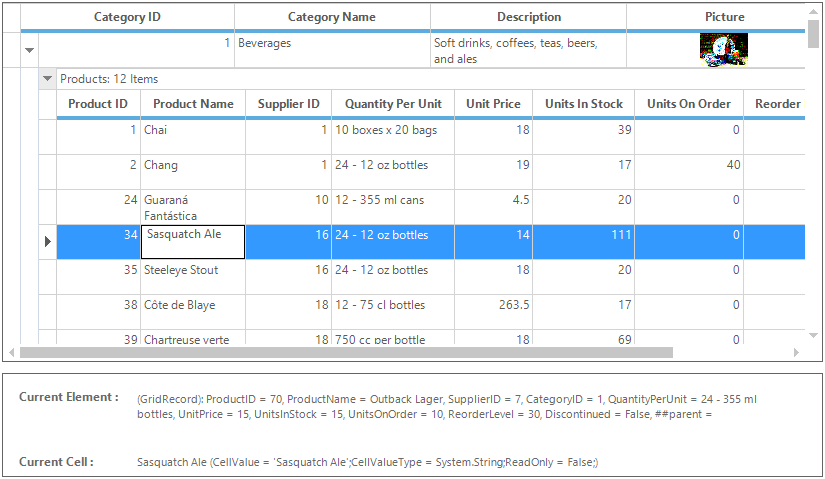 Category ID Category Name Description Picture
1 Beverages Soft drinks, coffees, teas, beers,
and ales
Products: 12 Items
Product ID Product Name Supplier ID Quantity Per Unit Unit Price Units In Stock Units On Order Reorder
1 Chai 1 10 boxes x 20 bags 18 39 0
2 Chang 1 24 - 12 oz bottles 19 17 40
24 Guaraná 10 12 - 355 ml cans 4.5 20 0
Fantástica
34 Sasquatch Ale 16 24 - 12 oz bottles 14 111 0
35 Steeleye Stout 16 24 - 12 oz bottles 18 20 0
38 Côte de Blaye 18 12 - 75 cl bottles 263.5 17 0
39 Chartreuse verte 18 750 cc per bottle 18 69 0
Current Element : (GridRecord): ProductID = 70, ProductName = Outback Lager, SupplierID = 7, CategoryID = 1, QuantityPerUnit = 24 - 355 ml
bottles, UnitPrice = 15, UnitsInStock = 15, UnitsOnOrder = 10, ReorderLevel = 30, Discontinued = False, ##parent =
Current Cell : Sasquatch Ale (CellValue = 'Sasquatch Ale';CellValueType = System.String;ReadOnly = False;)